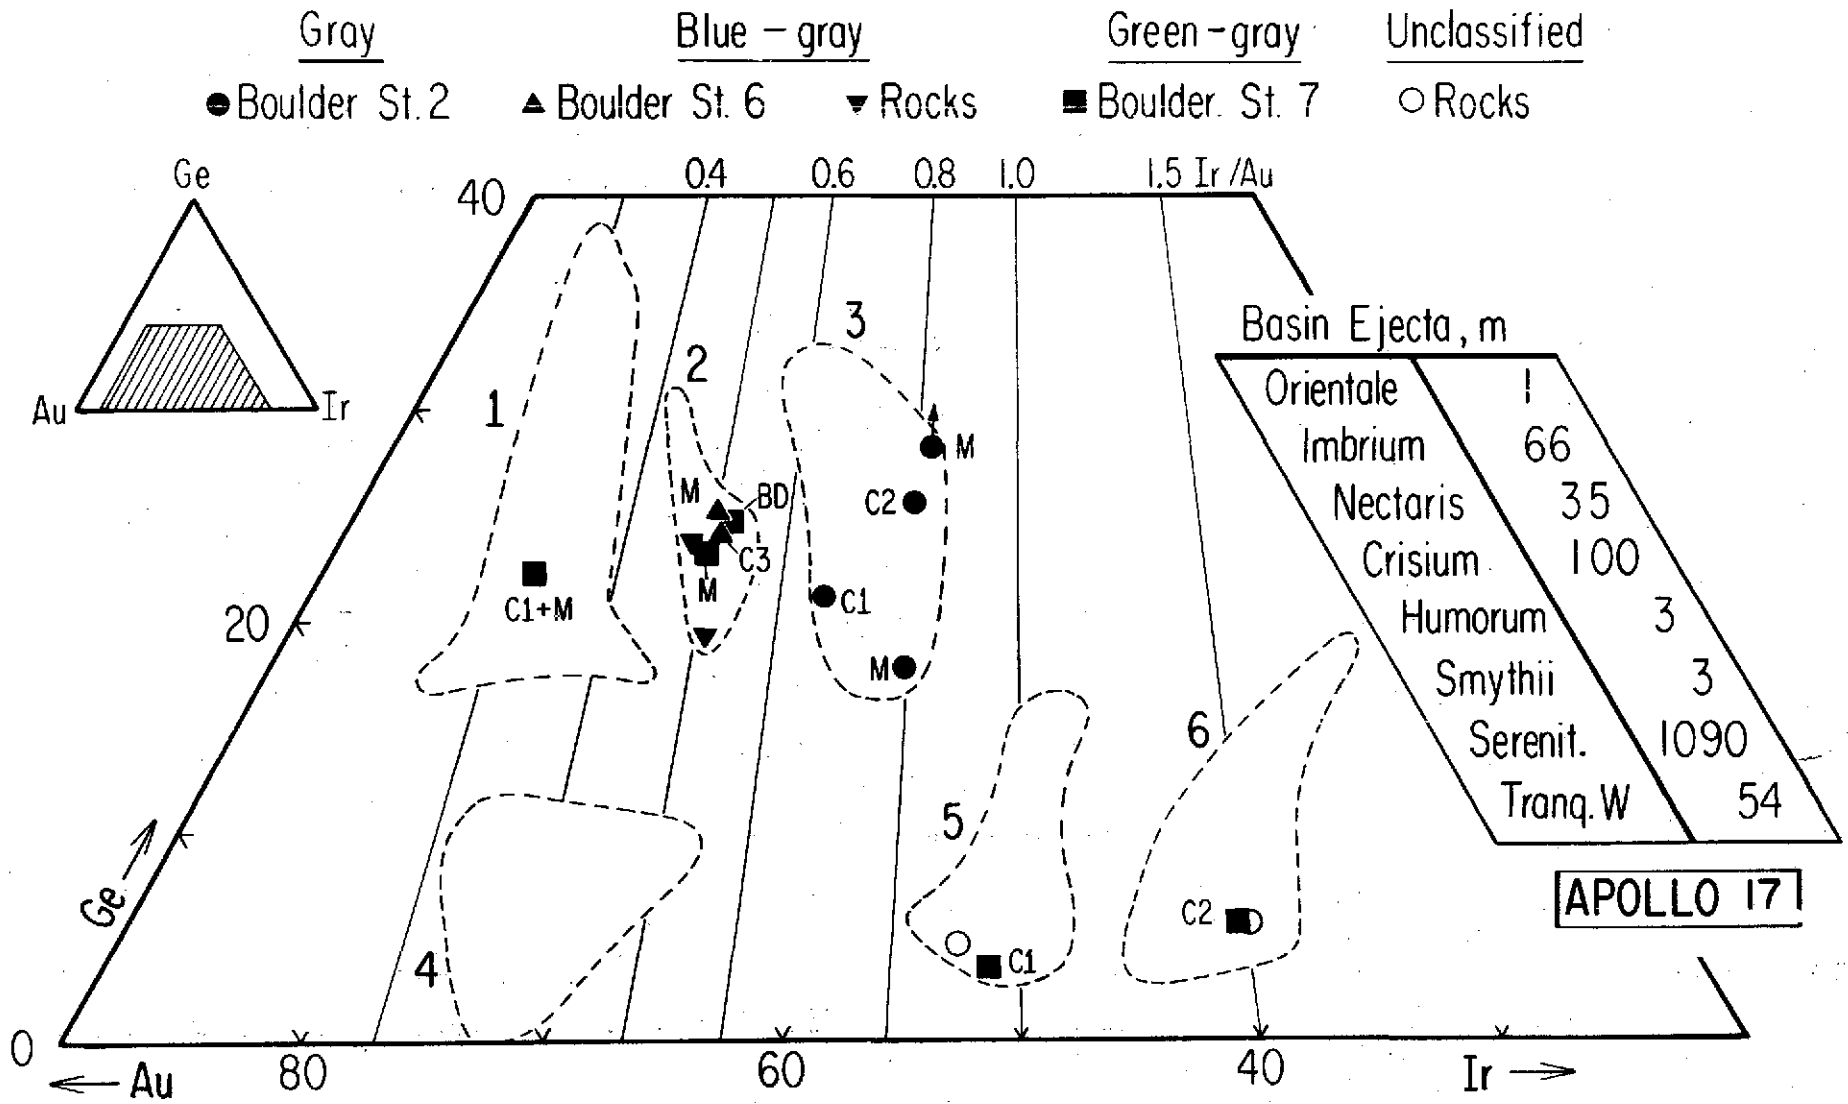 Gray Blue - gray Green - gray Unclassified
● Boulder St. 2 ▲ Boulder St. 6 ▼ Rocks ■ Boulder St. 7 ○ Rocks
Ge
Au Ir
40 0.4 0.6 0.8 1.0 1.5 Ir/Au
Basin Ejecta, m
Orientale 1
Imbrium 66
Nectaris 35
Crisium 100
Humorum 3
Smythii 3
Serenit. 1090
Tranq. W 54
APOLLO 17
1
C1+M
2
M
BD
C3
M
3
M
C2
C1
M
20
4
5
C1
6
C2
Ge →
0
← Au 80 60 40 Ir →